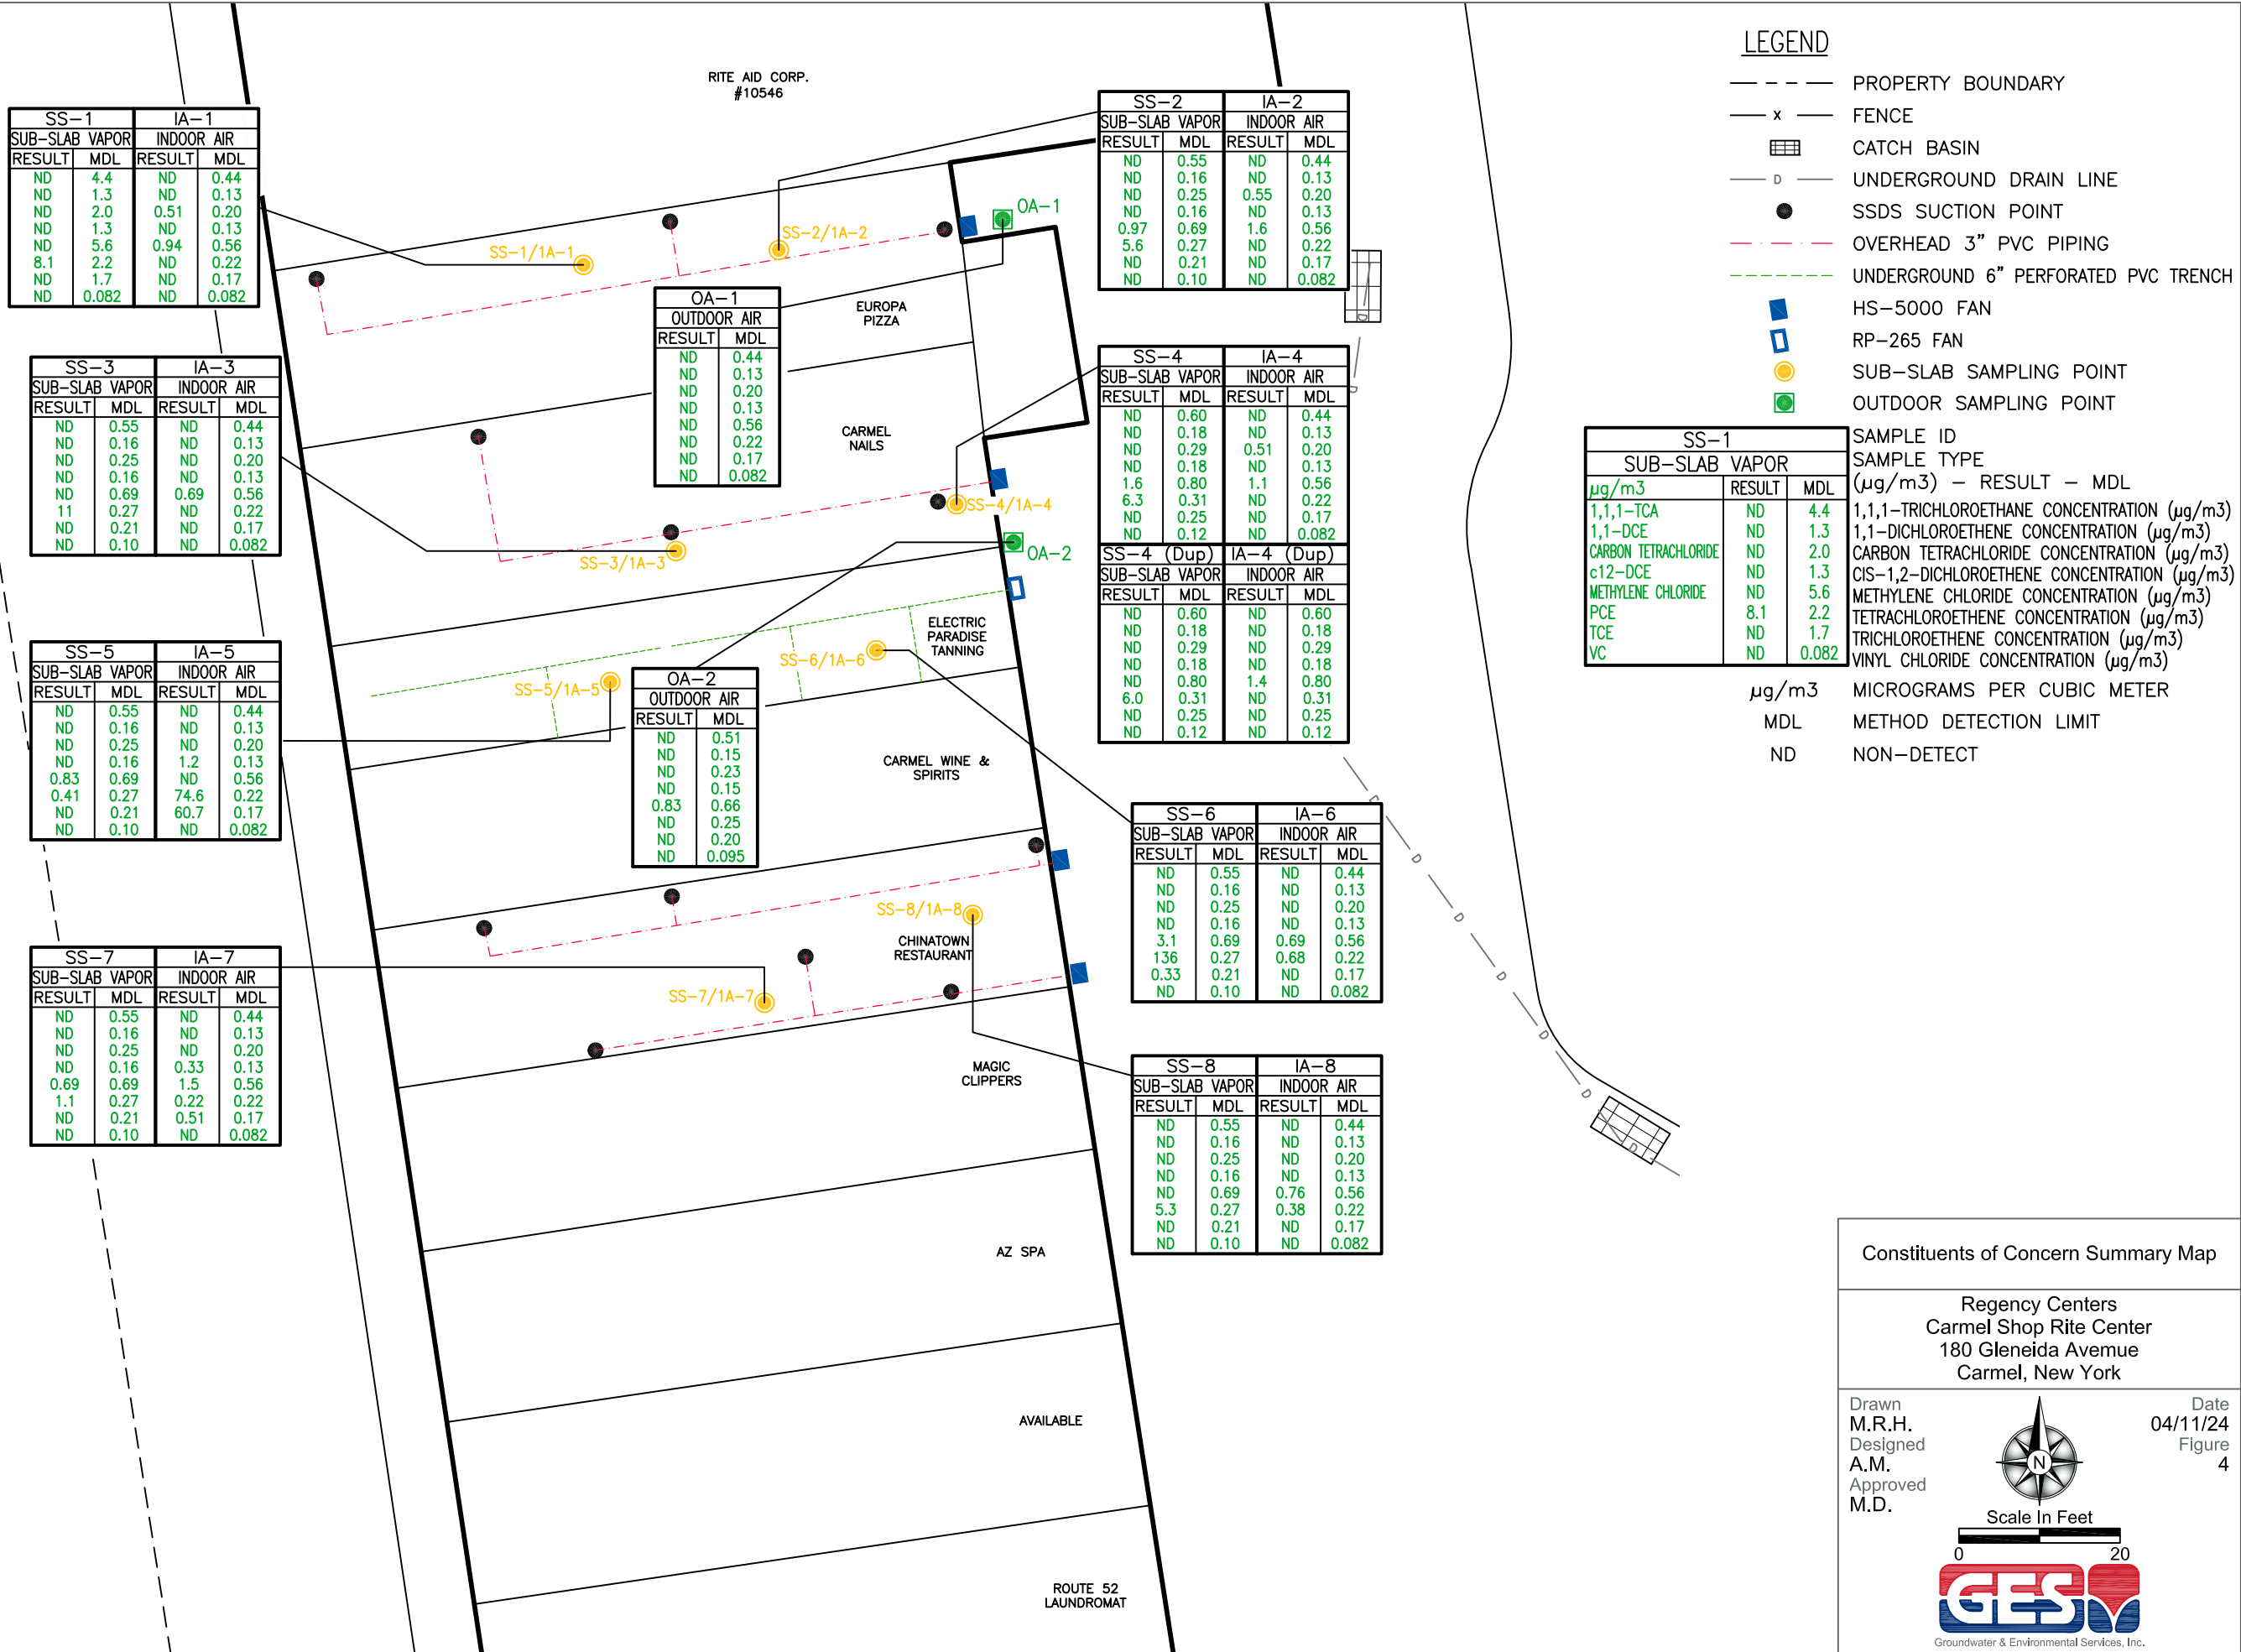 RITE AID CORP.
#10546
SS-1 IA-1
SUB-SLAB VAPOR INDOOR AIR
RESULT MDL RESULT MDL
ND 4.4 ND 0.44
ND 1.3 ND 0.13
ND 2.0 0.51 0.20
ND 1.3 ND 0.13
ND 5.6 0.94 0.56
8.1 2.2 ND 0.22
ND 1.7 ND 0.17
ND 0.082 ND 0.082
SS-2 IA-2
SUB-SLAB VAPOR INDOOR AIR
RESULT MDL RESULT MDL
ND 0.55 ND 0.44
ND 0.16 ND 0.13
ND 0.25 0.55 0.20
ND 0.16 ND 0.13
0.97 0.69 1.6 0.56
5.6 0.27 ND 0.22
ND 0.21 ND 0.17
ND 0.10 ND 0.082
SS-1/1A-1
SS-2/1A-2
OA-1
OA-1
OUTDOOR AIR
RESULT MDL
ND 0.44
ND 0.13
ND 0.20
ND 0.13
ND 0.56
ND 0.22
ND 0.17
ND 0.082
EUROPA
PIZZA
CARMEL
NAILS
SS-3 IA-3
SUB-SLAB VAPOR INDOOR AIR
RESULT MDL RESULT MDL
ND 0.55 ND 0.44
ND 0.16 ND 0.13
ND 0.25 ND 0.20
ND 0.16 ND 0.13
ND 0.69 0.69 0.56
11 0.27 ND 0.22
ND 0.21 ND 0.17
ND 0.10 ND 0.082
SS-4 IA-4
SUB-SLAB VAPOR INDOOR AIR
RESULT MDL RESULT MDL
ND 0.60 ND 0.44
ND 0.18 ND 0.13
ND 0.29 0.51 0.20
ND 0.18 ND 0.13
1.6 0.80 1.1 0.56
6.3 0.31 ND 0.22
ND 0.25 ND 0.17
ND 0.12 ND 0.082
SS-4 (Dup) IA-4 (Dup)
SUB-SLAB VAPOR INDOOR AIR
RESULT MDL RESULT MDL
ND 0.60 ND 0.60
ND 0.18 ND 0.18
ND 0.29 ND 0.29
ND 0.18 ND 0.18
ND 0.80 1.4 0.80
6.0 0.31 ND 0.31
ND 0.25 ND 0.25
ND 0.12 ND 0.12
SS-4/1A-4
SS-3/1A-3
OA-2
ELECTRIC
PARADISE
TANNING
SS-6/1A-6
SS-5/1A-5
SS-5 IA-5
SUB-SLAB VAPOR INDOOR AIR
RESULT MDL RESULT MDL
ND 0.55 ND 0.44
ND 0.16 ND 0.13
ND 0.25 ND 0.20
ND 0.16 1.2 0.13
0.83 0.69 ND 0.56
0.41 0.27 74.6 0.22
ND 0.21 60.7 0.17
ND 0.10 ND 0.082
OA-2
OUTDOOR AIR
RESULT MDL
ND 0.51
ND 0.15
ND 0.23
ND 0.15
0.83 0.66
ND 0.25
ND 0.20
ND 0.095
CARMEL WINE &
SPIRITS
SS-6 IA-6
SUB-SLAB VAPOR INDOOR AIR
RESULT MDL RESULT MDL
ND 0.55 ND 0.44
ND 0.16 ND 0.13
ND 0.25 ND 0.20
ND 0.16 ND 0.13
3.1 0.69 0.69 0.56
136 0.27 0.68 0.22
0.33 0.21 ND 0.17
ND 0.10 ND 0.082
SS-8/1A-8
CHINATOWN
RESTAURANT
SS-7/1A-7
SS-7 IA-7
SUB-SLAB VAPOR INDOOR AIR
RESULT MDL RESULT MDL
ND 0.55 ND 0.44
ND 0.16 ND 0.13
ND 0.25 ND 0.20
ND 0.16 0.33 0.13
0.69 0.69 1.5 0.56
1.1 0.27 0.22 0.22
ND 0.21 0.51 0.17
ND 0.10 ND 0.082
SS-8 IA-8
SUB-SLAB VAPOR INDOOR AIR
RESULT MDL RESULT MDL
ND 0.55 ND 0.44
ND 0.16 ND 0.13
ND 0.25 ND 0.20
ND 0.16 ND 0.13
ND 0.69 0.76 0.56
5.3 0.27 0.38 0.22
ND 0.21 ND 0.17
ND 0.10 ND 0.082
MAGIC
CLIPPERS
AZ SPA
AVAILABLE
ROUTE 52
LAUNDROMAT
D
D
D
D
D
D
D
D
D
D
LEGEND
PROPERTY BOUNDARY
x FENCE
CATCH BASIN
D UNDERGROUND DRAIN LINE
SSDS SUCTION POINT
OVERHEAD 3" PVC PIPING
UNDERGROUND 6" PERFORATED PVC TRENCH
HS-5000 FAN
RP-265 FAN
SUB-SLAB SAMPLING POINT
OUTDOOR SAMPLING POINT
SS-1 SAMPLE ID
SUB-SLAB VAPOR SAMPLE TYPE
µg/m3 RESULT MDL (µg/m3) - RESULT - MDL
1,1,1-TCA ND 4.4 1,1,1-TRICHLOROETHANE CONCENTRATION (µg/m3)
1,1-DCE ND 1.3 1,1-DICHLOROETHENE CONCENTRATION (µg/m3)
CARBON TETRACHLORIDE ND 2.0 CARBON TETRACHLORIDE CONCENTRATION (µg/m3)
c12-DCE ND 1.3 CIS-1,2-DICHLOROETHENE CONCENTRATION (µg/m3)
METHYLENE CHLORIDE ND 5.6 METHYLENE CHLORIDE CONCENTRATION (µg/m3)
PCE 8.1 2.2 TETRACHLOROETHENE CONCENTRATION (µg/m3)
TCE ND 1.7 TRICHLOROETHENE CONCENTRATION (µg/m3)
VC ND 0.082 VINYL CHLORIDE CONCENTRATION (µg/m3)
µg/m3 MICROGRAMS PER CUBIC METER
MDL METHOD DETECTION LIMIT
ND NON-DETECT
Constituents of Concern Summary Map
Regency Centers
Carmel Shop Rite Center
180 Gleneida Avemue
Carmel, New York
Drawn
M.R.H.
Designed
A.M.
Approved
M.D.
Date
04/11/24
Figure
4
N
Scale In Feet
0 20
GES
Groundwater & Environmental Services, Inc.